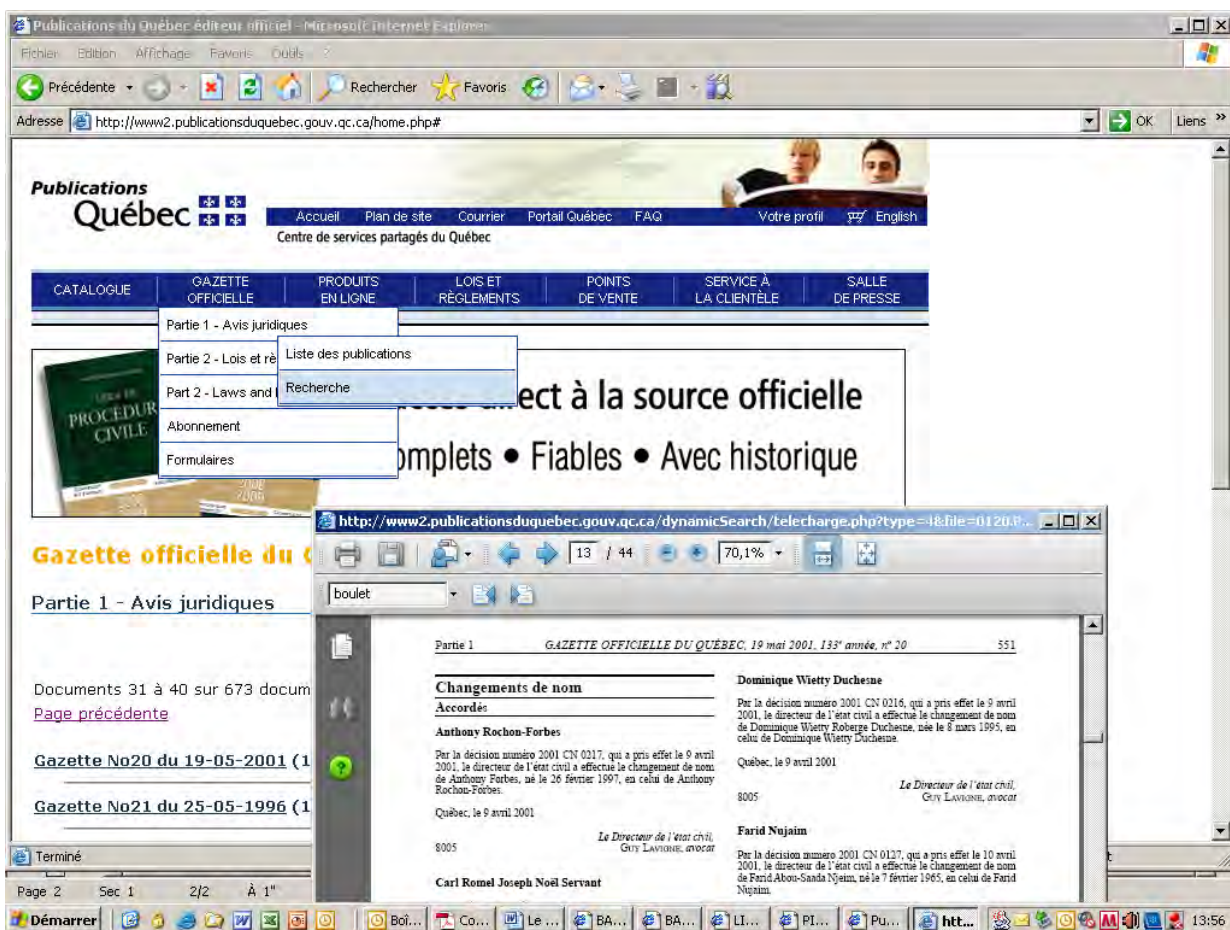 Publications du Québec éditeur officiel - Microsoft Internet Explorer
Fichier Edition Affichage Favoris Outils ?
Précédente Rechercher Favoris
Adresse http://www2.publicationsduquebec.gouv.qc.ca/home.php# OK Liens »
Publications
Québec
Accueil Plan de site Courrier Portail Québec FAQ Votre profil English
Centre de services partagés du Québec
CATALOGUE
GAZETTE
OFFICIELLE
PRODUITS
EN LIGNE
LOIS ET
RÈGLEMENTS
POINTS
DE VENTE
SERVICE À
LA CLIENTÈLE
SALLE
DE PRESSE
Partie 1 - Avis juridiques
Partie 2 - Lois et rè
Part 2 - Laws and
Abonnement
Formulaires
Liste des publications
Recherche
PROCÉDUR
CIVILE
ect à la source officielle
omplets • Fiables • Avec historique
Gazette officielle du
Partie 1 - Avis juridiques
Documents 31 à 40 sur 673 docum
Page précédente
Gazette No20 du 19-05-2001 (1
Gazette No21 du 25-05-1996 (1
http://www2.publicationsduquebec.gouv.qc.ca/dynamicSearch/telecharge.php?type=4&file=0120.P...
13 / 44 70,1%
boulet
Partie 1 GAZETTE OFFICIELLE DU QUÉBEC, 19 mai 2001, 133e année, no 20 551
Changements de nom
Accordés
Anthony Rochon-Forbes
Par la décision numéro 2001 CN 0217, qui a pris effet le 9 avril
2001, le directeur de l'état civil a effectué le changement de nom
de Anthony Forbes, né le 26 février 1997, en celui de Anthony
Rochon-Forbes.
Québec, le 9 avril 2001
Le Directeur de l'état civil,
8005 GUY LAVIGNE, avocat
Carl Romel Joseph Noël Servant
Dominique Wietty Duchesne
Par la décision numéro 2001 CN 0216, qui a pris effet le 9 avril
2001, le directeur de l'état civil a effectué le changement de nom
de Dominique Wietty Roberge Duchesne, née le 8 mars 1995, en
celui de Dominique Wietty Duchesne.
Québec, le 9 avril 2001
Le Directeur de l'état civil,
8005 GUY LAVIGNE, avocat
Farid Nujaim
Par la décision numéro 2001 CN 0127, qui a pris effet le 10 avril
2001, le directeur de l'état civil a effectué le changement de nom
de Farid Abou-Saada Njeim, né le 7 février 1965, en celui de Farid
Nujaim.
Terminé
Page 2 Sec 1 2/2 À 1"
Démarrer Boî... Co... Le ... BA... BA... LI... PI... Pu... htt... 13:56